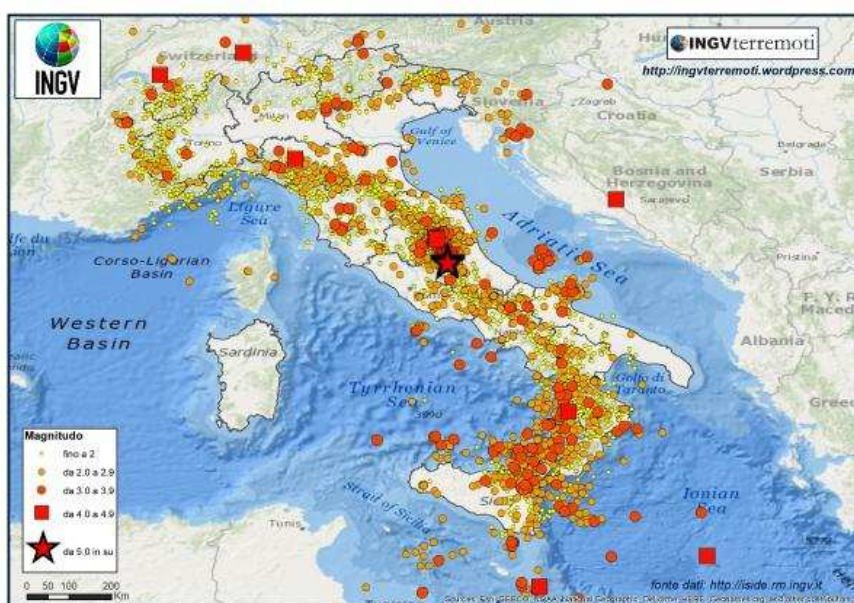 INGV
INGVterremoti
http://ingvterremoti.wordpress.com
Austria
Switzerland
Slovenia
Zagreb
Croatia
Milan
Torino
Gulf of
Venice
Belgrade
Bosnia and
Herzegovina
Sarajevo
Serbia
Ligure
Sea
Adriatic Sea
Corso-Ligurian
Basin
Pristina
Western
Basin
Sardinia
Albania
Golfo di
Taranto
Tyrrhenian
Strait of Sicilia
Ionian
Sea
Tunis
Magnitudo
fino a 2
da 2.0 a 2.9
da 3.0 a 3.9
da 4.0 a 4.9
da 5.0 in su
0 50 100 200
Km
fonte dati: http://iside.rm.ingv.it